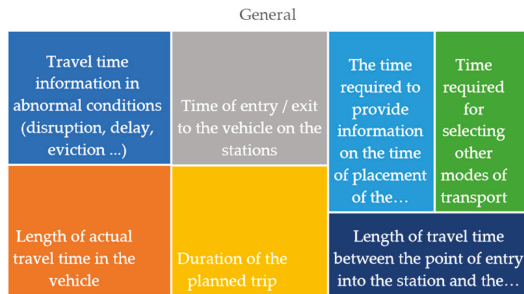 General
Travel time
information in
abnormal conditions
(disruption, delay,
eviction ...)
Time of entry / exit
to the vehicle on the
stations
The time
required to
provide
information
on the time
of placement
of the...
Time
required
for
selecting
other
modes of
transport
Length of actual
travel time in the
vehicle
Duration of the
planned trip
Length of travel time
between the point of entry
into the station and the...